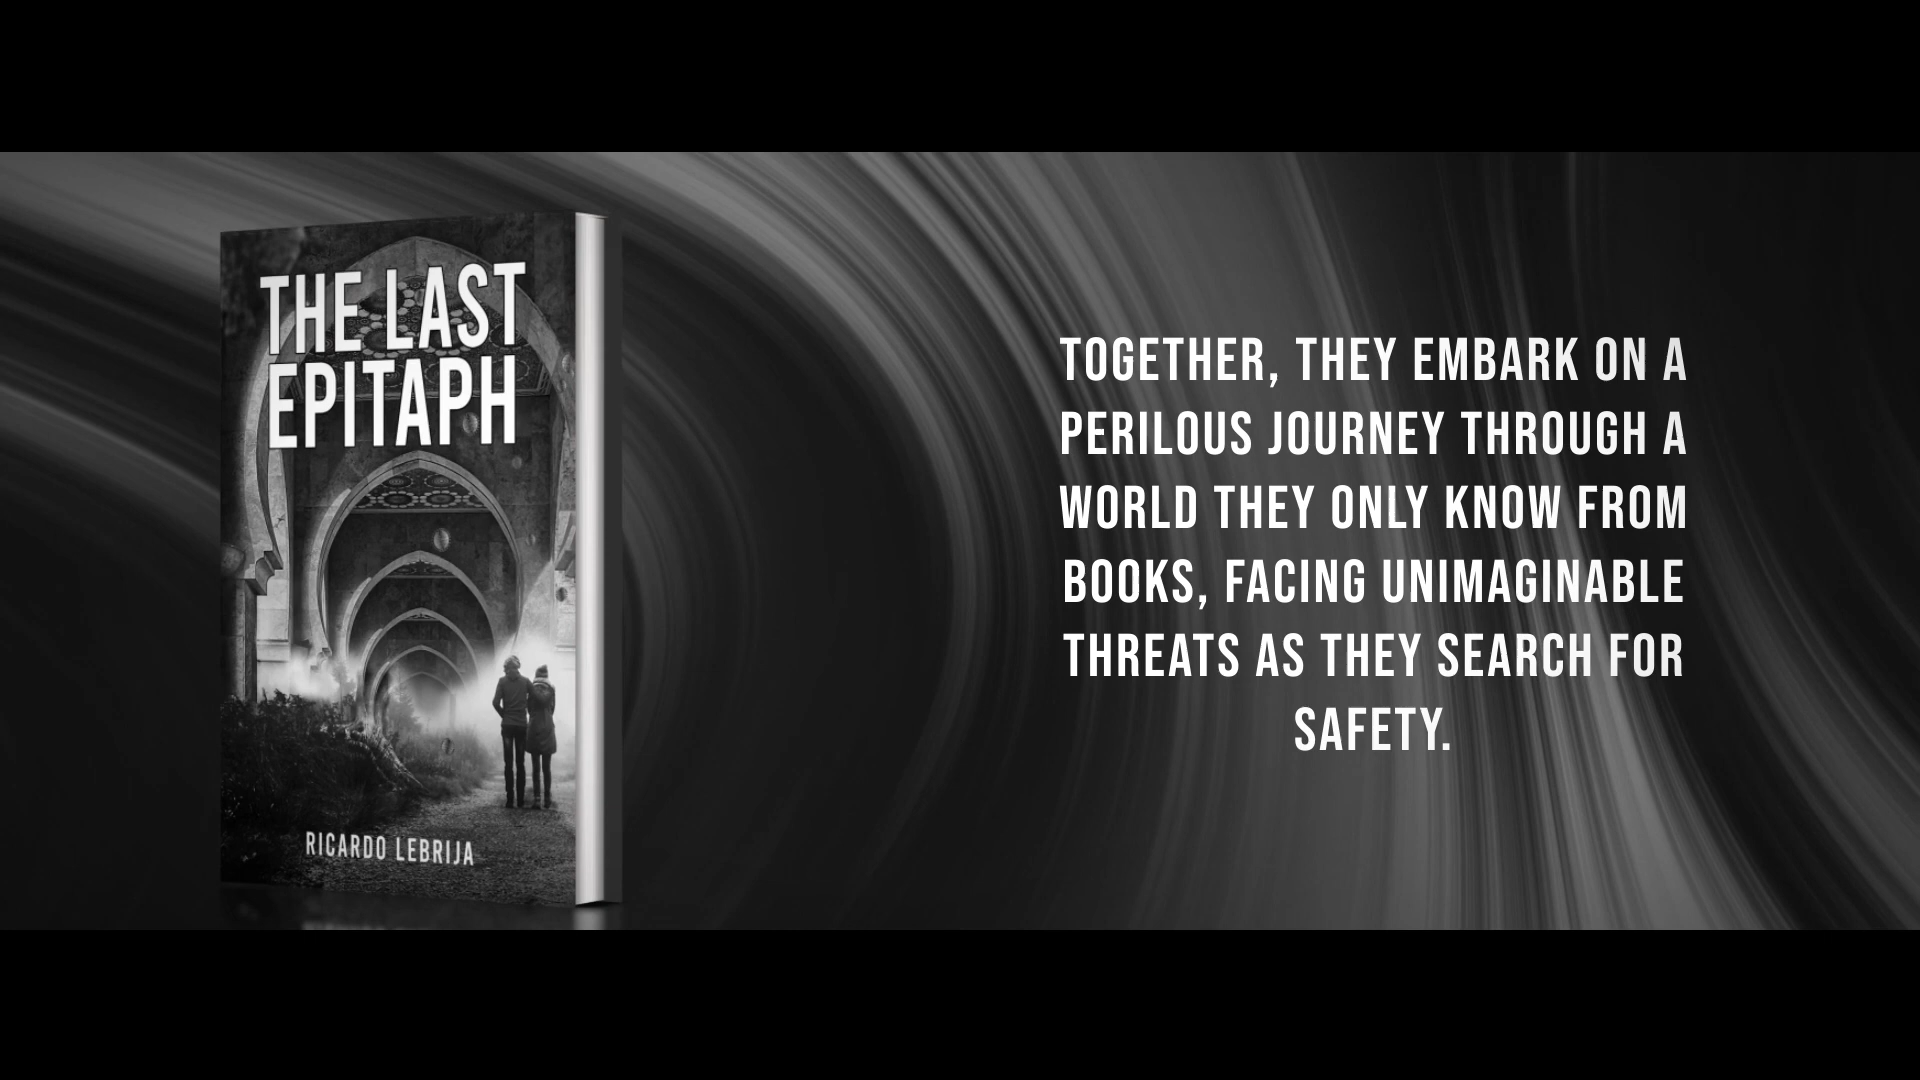 THE LAST
EPITAPH
RICARDO LEBRIJA
TOGETHER, THEY EMBARK ON A
PERILOUS JOURNEY THROUGH A
WORLD THEY ONLY KNOW FROM
BOOKS, FACING UNIMAGINABLE
THREATS AS THEY SEARCH FOR
SAFETY.